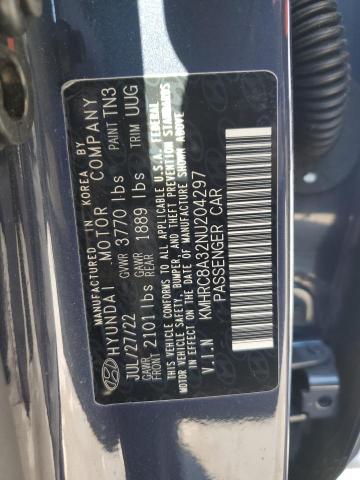 MANUFACTURED IN KOREA BY
HYUNDAI MOTOR COMPANY
JUL/27/22 GVWR 3770 lbs PAINT TN3
GAWR FRONT 2101 lbs GAWR REAR 1889 lbs TRIM UUG
THIS VEHICLE CONFORMS TO ALL APPLICABLE U.S.A. FEDERAL
MOTOR VEHICLE SAFETY, BUMPER, AND THEFT PREVENTION STANDARDS
IN EFFECT ON THE DATE OF MANUFACTURE SHOWN ABOVE.
V.I.N KMHRC8A32NU204297
PASSENGER CAR